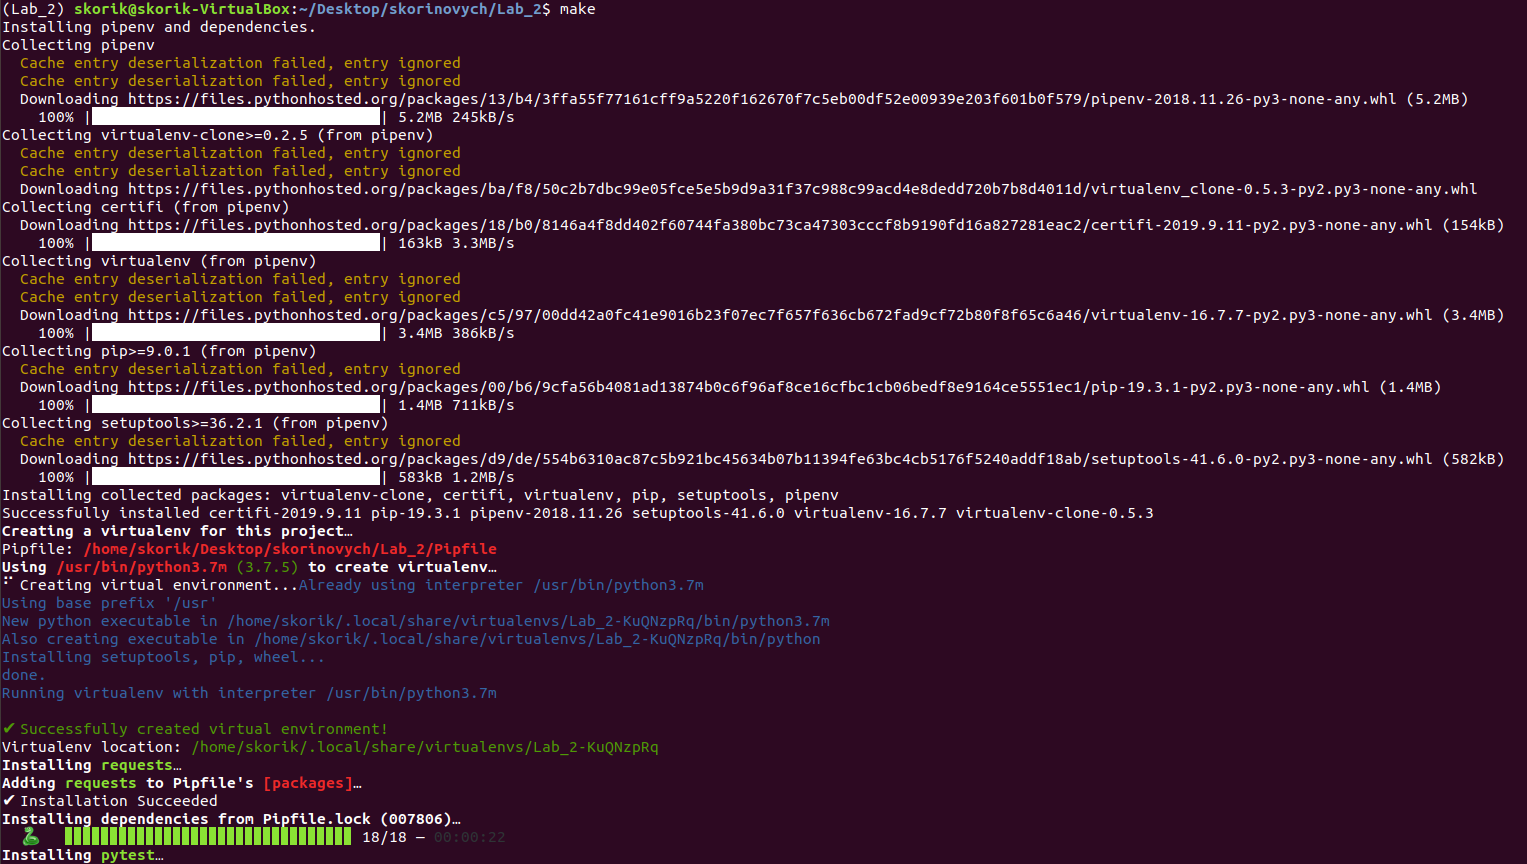 (Lab_2) skorik@skorik-VirtualBox:~/Desktop/skorinovych/Lab_2$ make
Installing pipenv and dependencies.
Collecting pipenv
  Cache entry deserialization failed, entry ignored
  Cache entry deserialization failed, entry ignored
  Downloading https://files.pythonhosted.org/packages/13/b4/3ffa55f77161cff9a5220f162670f7c5eb00df52e00939e203f601b0f579/pipenv-2018.11.26-py3-none-any.whl (5.2MB)
    100% || 5.2MB 245kB/s
Collecting virtualenv-clone>=0.2.5 (from pipenv)
  Cache entry deserialization failed, entry ignored
  Cache entry deserialization failed, entry ignored
  Downloading https://files.pythonhosted.org/packages/ba/f8/50c2b7dbc99e05fce5e5b9d9a31f37c988c99acd4e8dedd720b7b8d4011d/virtualenv_clone-0.5.3-py2.py3-none-any.whl
Collecting certifi (from pipenv)
  Downloading https://files.pythonhosted.org/packages/18/b0/8146a4f8dd402f60744fa380bc73ca47303cccf8b9190fd16a827281eac2/certifi-2019.9.11-py2.py3-none-any.whl (154kB)
    100% || 163kB 3.3MB/s
Collecting virtualenv (from pipenv)
  Cache entry deserialization failed, entry ignored
  Cache entry deserialization failed, entry ignored
  Downloading https://files.pythonhosted.org/packages/c5/97/00dd42a0fc41e9016b23f07ec7f657f636cb672fad9cf72b80f8f65c6a46/virtualenv-16.7.7-py2.py3-none-any.whl (3.4MB)
    100% || 3.4MB 386kB/s
Collecting pip>=9.0.1 (from pipenv)
  Cache entry deserialization failed, entry ignored
  Downloading https://files.pythonhosted.org/packages/00/b6/9cfa56b4081ad13874b0c6f96af8ce16cfbc1cb06bedf8e9164ce5551ec1/pip-19.3.1-py2.py3-none-any.whl (1.4MB)
    100% || 1.4MB 711kB/s
Collecting setuptools>=36.2.1 (from pipenv)
  Cache entry deserialization failed, entry ignored
  Downloading https://files.pythonhosted.org/packages/d9/de/554b6310ac87c5b921bc45634b07b11394fe63bc4cb5176f5240addf18ab/setuptools-41.6.0-py2.py3-none-any.whl (582kB)
    100% || 583kB 1.2MB/s
Installing collected packages: virtualenv-clone, certifi, virtualenv, pip, setuptools, pipenv
Successfully installed certifi-2019.9.11 pip-19.3.1 pipenv-2018.11.26 setuptools-41.6.0 virtualenv-16.7.7 virtualenv-clone-0.5.3
Creating a virtualenv for this project…
Pipfile: /home/skorik/Desktop/skorinovych/Lab_2/Pipfile
Using /usr/bin/python3.7m (3.7.5) to create virtualenv…
⠋ Creating virtual environment...Already using interpreter /usr/bin/python3.7m
Using base prefix '/usr'
New python executable in /home/skorik/.local/share/virtualenvs/Lab_2-KuQNzpRq/bin/python3.7m
Also creating executable in /home/skorik/.local/share/virtualenvs/Lab_2-KuQNzpRq/bin/python
Installing setuptools, pip, wheel...
done.
Running virtualenv with interpreter /usr/bin/python3.7m
✔ Successfully created virtual environment!
Virtualenv location: /home/skorik/.local/share/virtualenvs/Lab_2-KuQNzpRq
Installing requests…
Adding requests to Pipfile's [packages]…
✔ Installation Succeeded
Installing dependencies from Pipfile.lock (007806)…
  🐍 ▉▉▉▉▉▉▉▉▉▉▉▉▉▉▉▉▉▉▉▉▉▉▉▉▉▉▉▉▉▉▉▉ 18/18 — 00:00:22
Installing pytest…